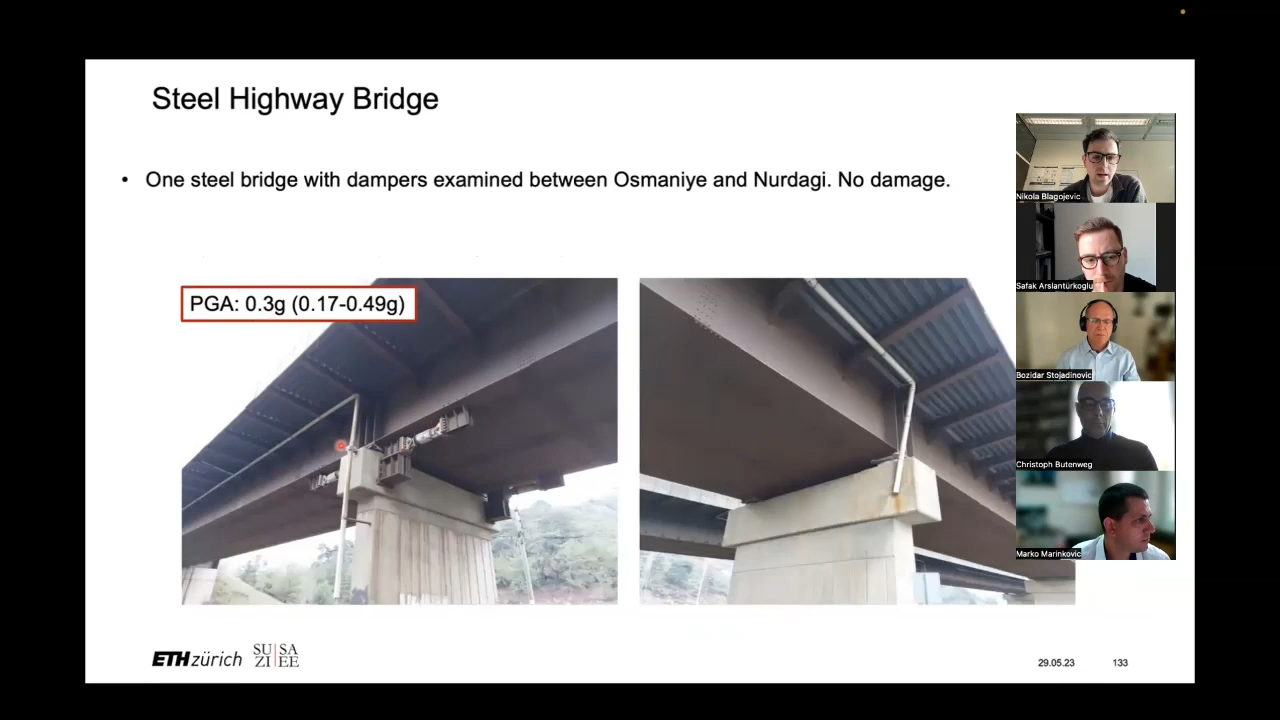 Steel Highway Bridge
• One steel bridge with dampers examined between Osmaniye and Nurdagi. No damage.
PGA: 0.3g (0.17-0.49g)
Nikola Blagojevic
Safak Arslantürkoglu
Bozidar Stojadinovic
Christoph Butenweg
Marko Marinkovic
ETH zürich
SU|SA
ZI|EE
29.05.23
133